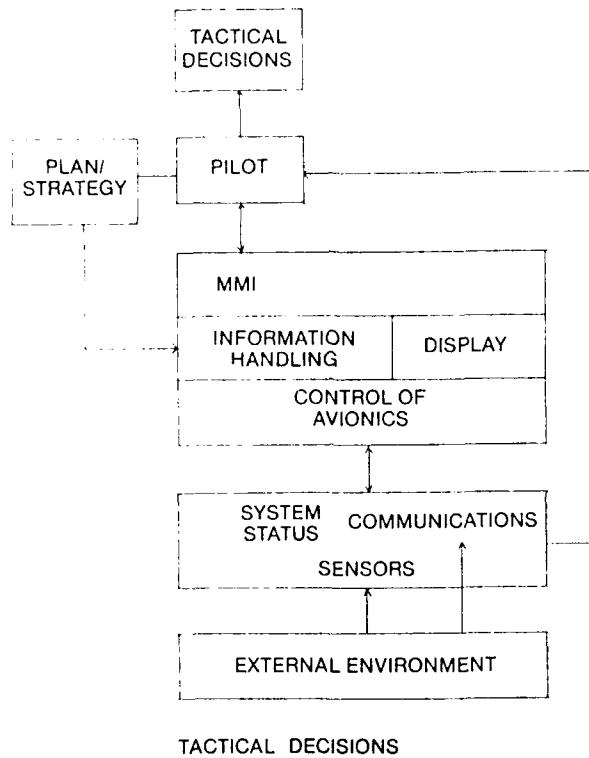 TACTICAL
DECISIONS
PLAN/
STRATEGY
PILOT
MMI
INFORMATION
HANDLING
DISPLAY
CONTROL OF
AVIONICS
SYSTEM
STATUS
COMMUNICATIONS
SENSORS
EXTERNAL ENVIRONMENT
TACTICAL DECISIONS